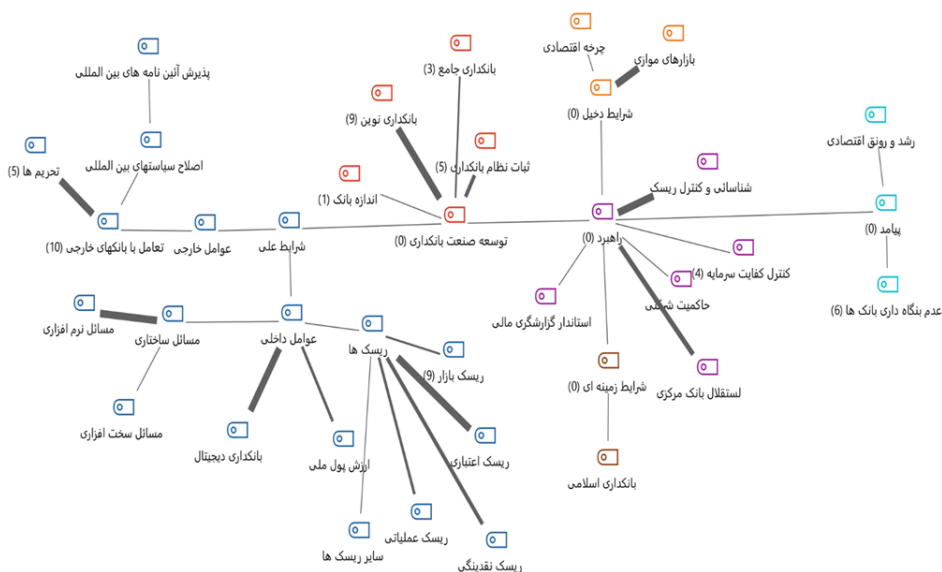 چرخه اقتصادی
بازارهای موازی
بانکداری جامع (3)
پذیرش آئین نامه های بین المللی
شرایط دخیل (0)
بانکداری نوین (9)
رشد و رونق اقتصادی
شناسائی و کنترل ریسک
ثبات نظام بانکداری (5)
اصلاح سیاستهای بین المللی
تحریم ها (5)
اندازه بانک (1)
پیامد (0)
راهبرد (0)
توسعه صنعت بانکداری (0)
شرایط علی
عوامل خارجی
تعامل با بانکهای خارجی (10)
کنترل کفایت سرمایه (4)
حاکمیت شرکتی
عدم بنگاه داری بانک ها (6)
استاندار گزارشگری مالی
مسائل نرم افزاری
مسائل ساختاری
عوامل داخلی
ریسک ها
ریسک بازار (9)
شرایط زمینه ای (0)
لستقلال بانک مرکزی
مسائل سخت افزاری
بانکداری دیجیتال
ارزش پول ملی
ریسک اعتباری
بانکداری اسلامی
ریسک عملیاتی
سایر ریسک ها
ریسک نقدینگی